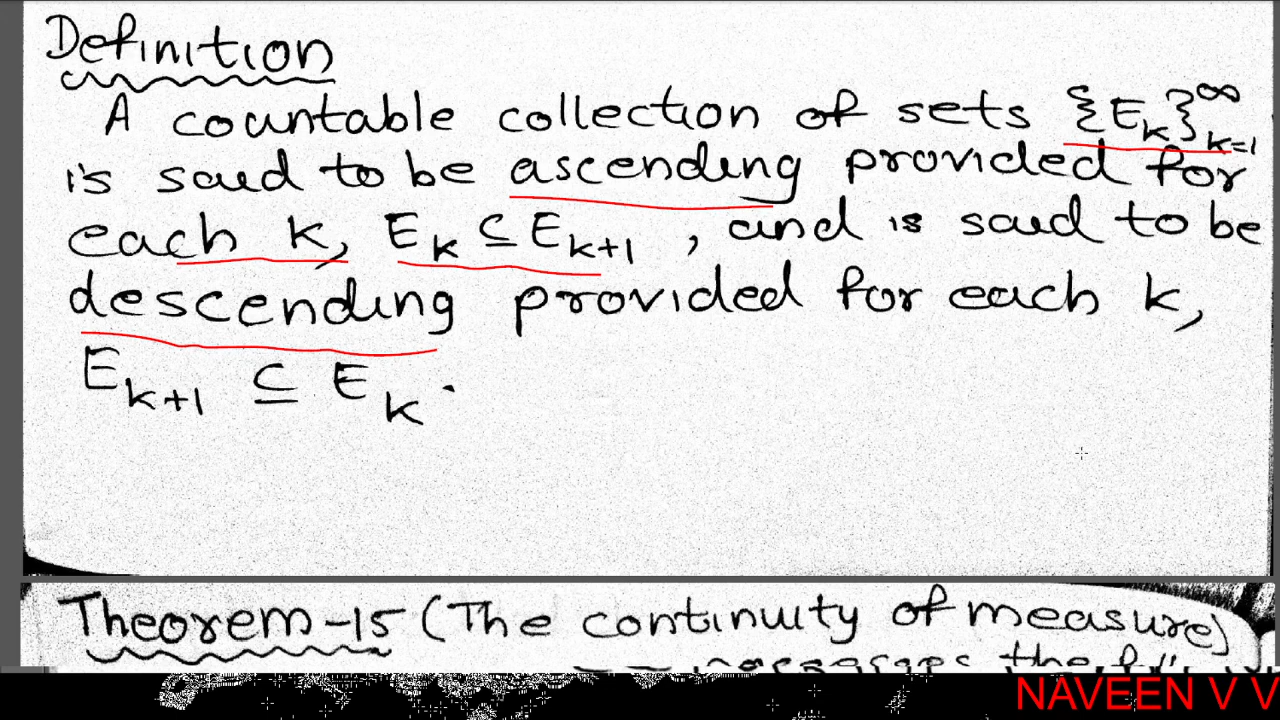 Definition
A countable collection of sets {E_k}_{k=1}^∞
is said to be ascending provided for
each k, E_k ⊆ E_{k+1}, and is said to be
descending provided for each k,
E_{k+1} ⊆ E_k.
Theorem-15 (The continuity of measure)
NAVEEN V V